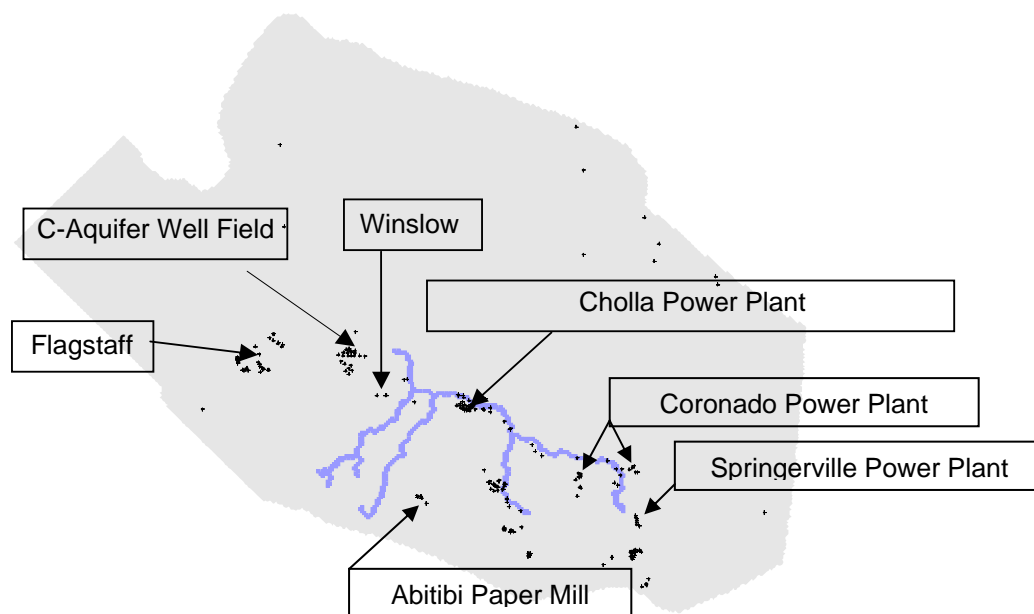 C-Aquifer Well Field
Winslow
Cholla Power Plant
Flagstaff
Coronado Power Plant
Springerville Power Plant
Abitibi Paper Mill